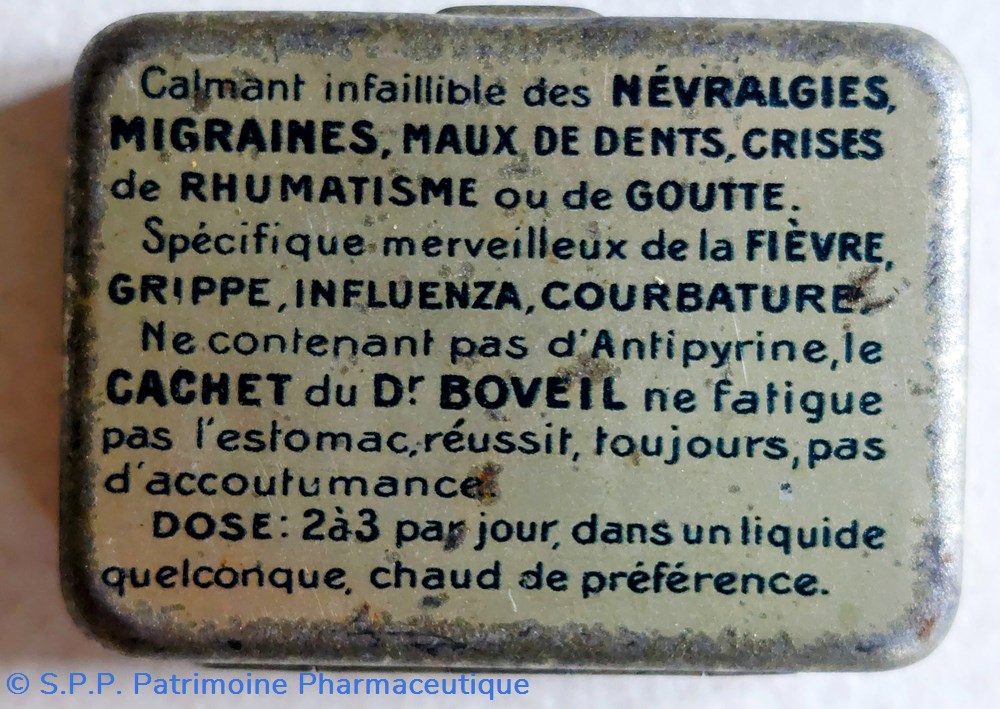 Calmant infaillible des NÉVRALGIES,
MIGRAINES, MAUX DE DENTS, CRISES
de RHUMATISME ou de GOUTTE.
Spécifique merveilleux de la FIÈVRE,
GRIPPE, INFLUENZA, COURBATURE.
Ne contenant pas d'Antipyrine, le
CACHET du Dr BOVEIL ne fatigue
pas l'estomac, réussit, toujours, pas
d'accoutumance.
DOSE: 2 à 3 par jour, dans un liquide
quelconque, chaud de préférence.
© S.P.P. Patrimoine Pharmaceutique